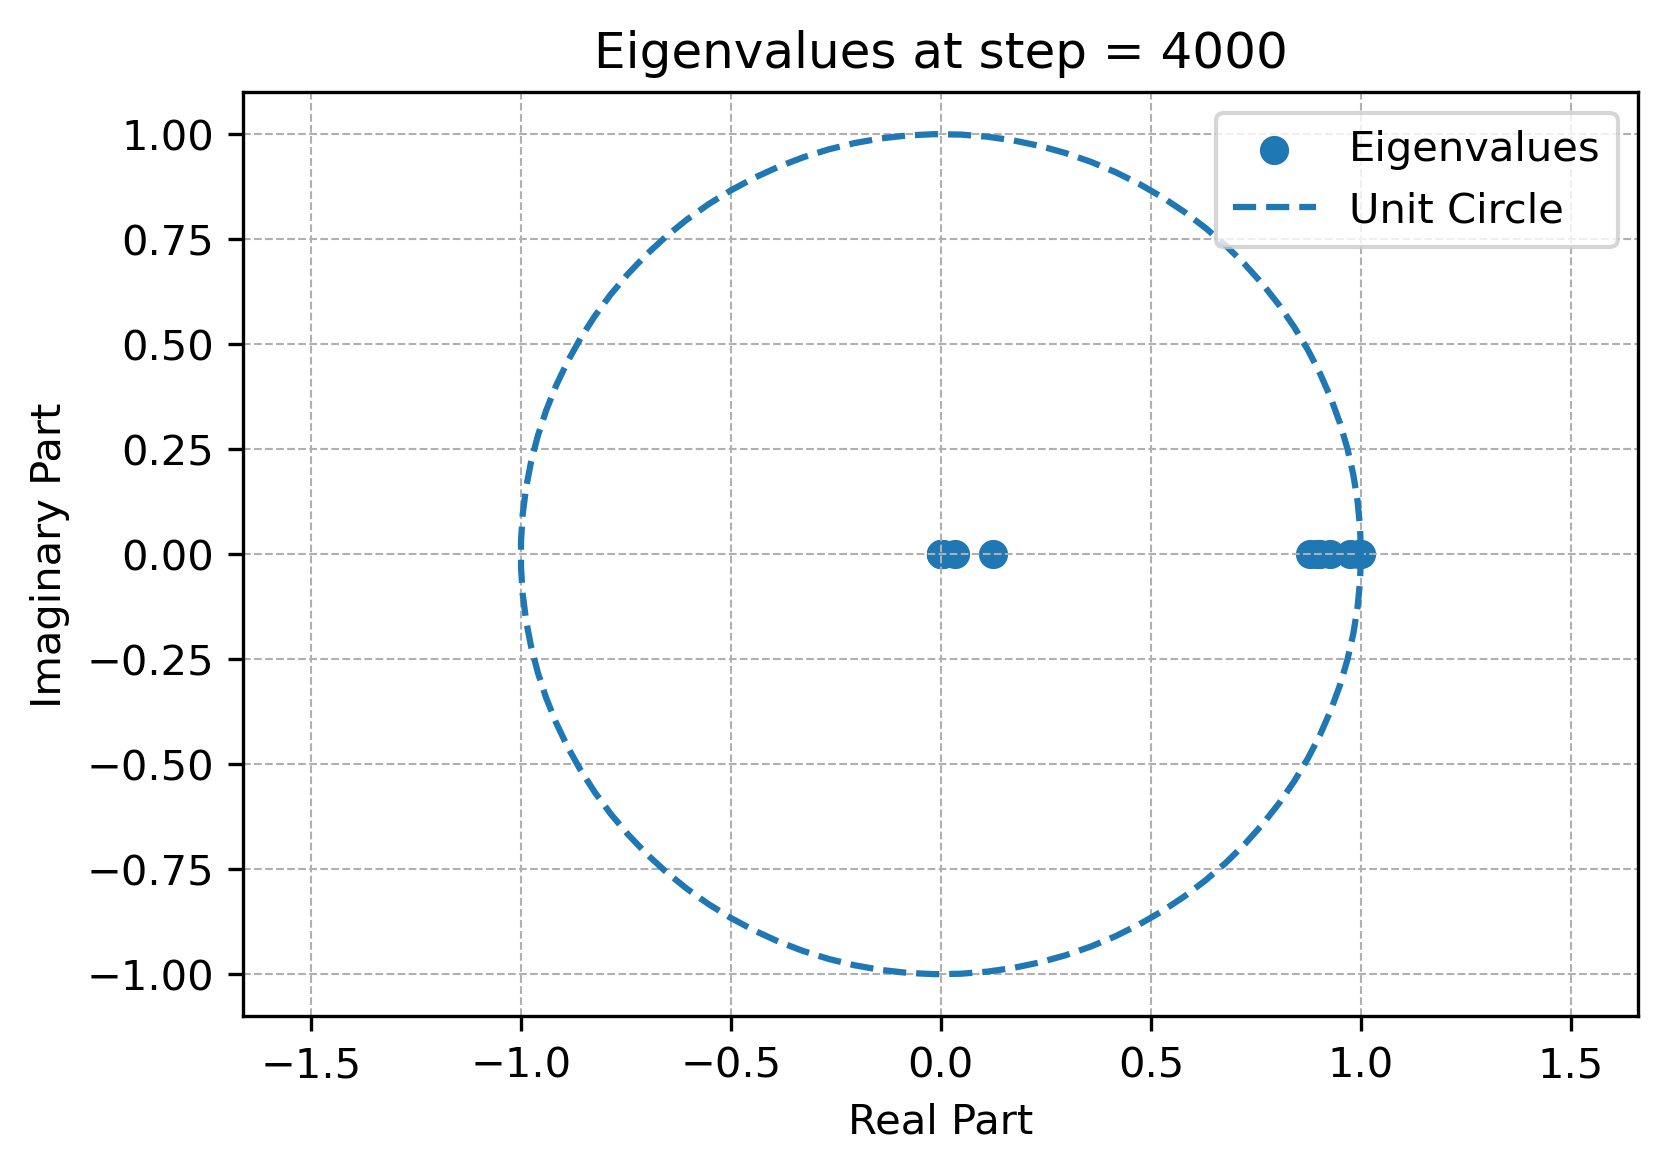 Eigenvalues at step = 4000
Eigenvalues
Unit Circle
1.00
0.75
0.50
0.25
0.00
−0.25
−0.50
−0.75
−1.00
Imaginary Part
−1.5 −1.0 −0.5 0.0 0.5 1.0 1.5
Real Part